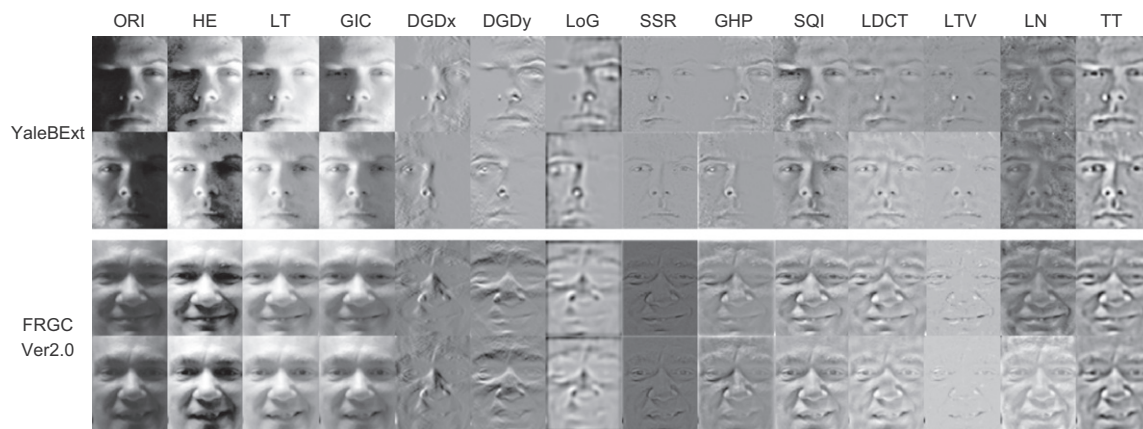 ORI HE LT GIC DGDx DGDy LoG SSR GHP SQI LDCT LTV LN TT
YaleBExt
FRGC
Ver2.0